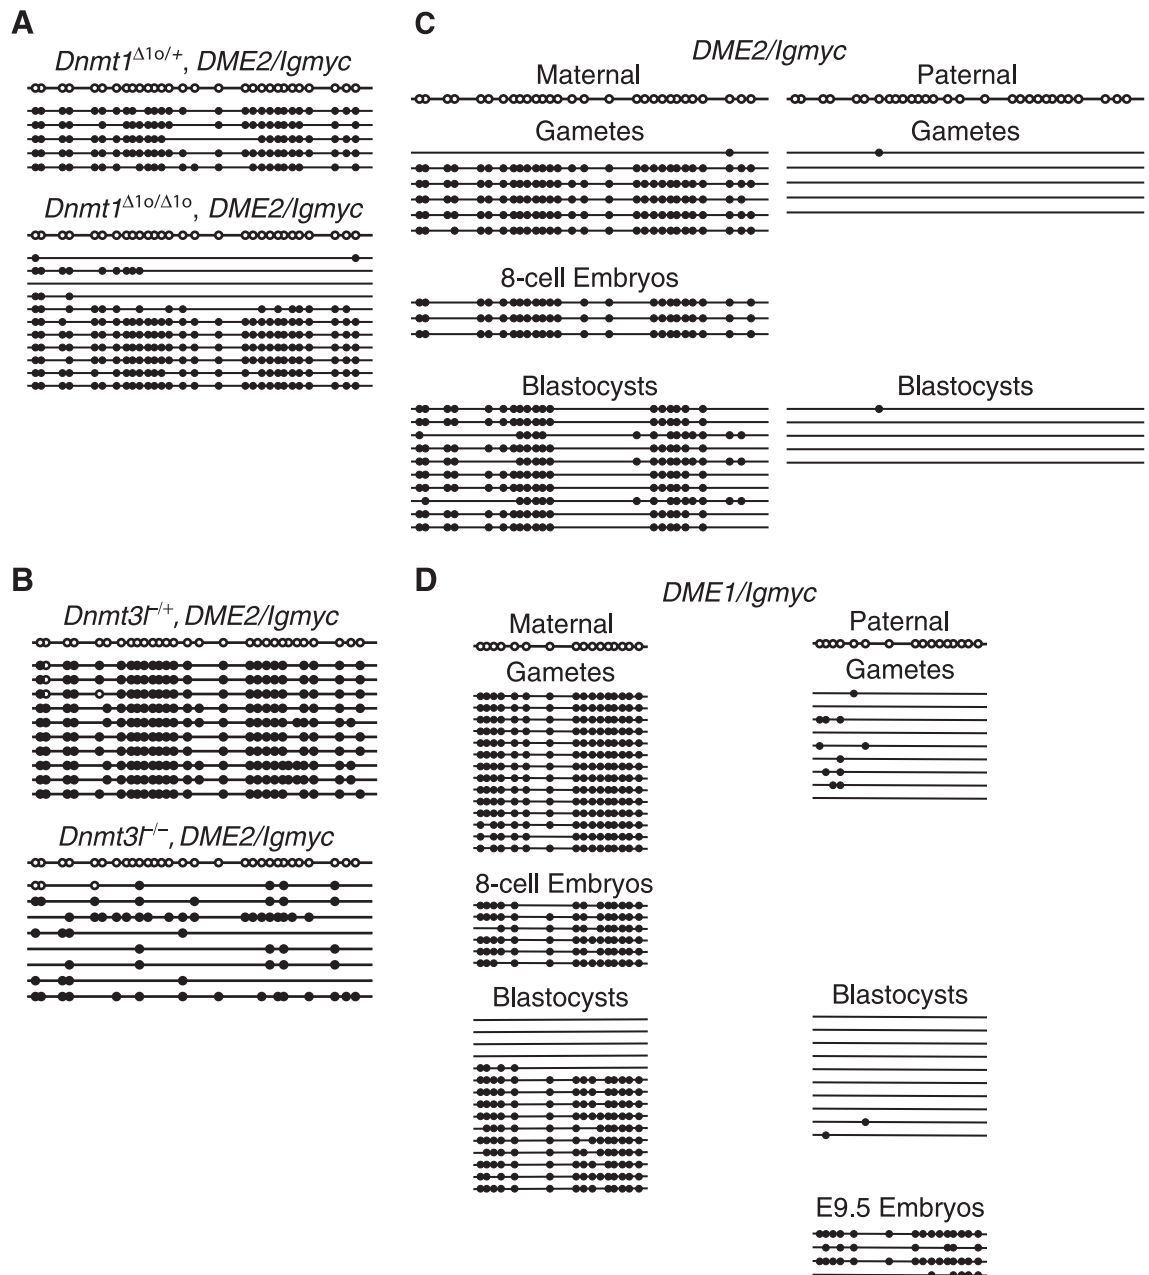 A
Dnmt1Δ1o/+, DME2/Igmyc
Dnmt1Δ1o/Δ1o, DME2/Igmyc
C
DME2/Igmyc
Maternal
Paternal
Gametes
Gametes
8-cell Embryos
Blastocysts
Blastocysts
B
Dnmt3l-/+, DME2/Igmyc
Dnmt3l-/–, DME2/Igmyc
D
DME1/Igmyc
Maternal
Paternal
Gametes
Gametes
8-cell Embryos
Blastocysts
Blastocysts
E9.5 Embryos